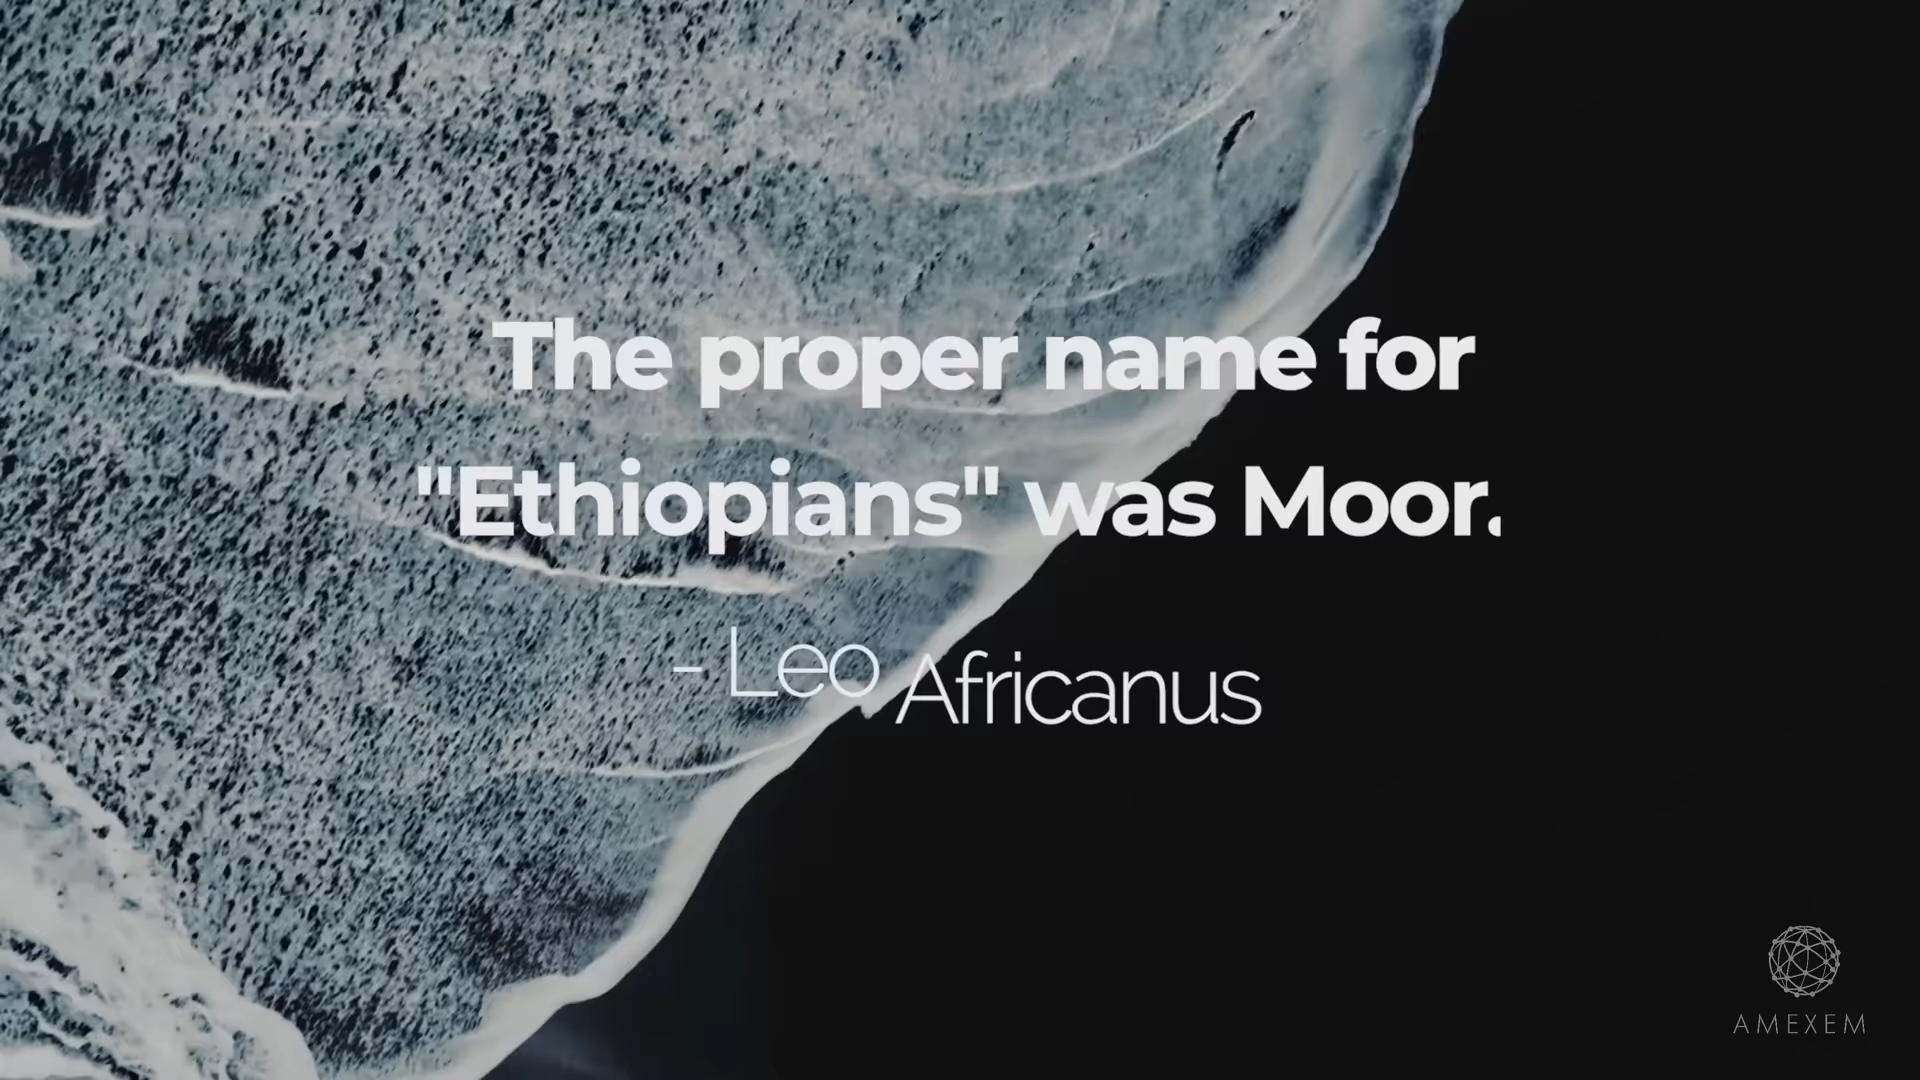 The proper name for
"Ethiopians" was Moor.
- Leo Africanus
AMEXEM